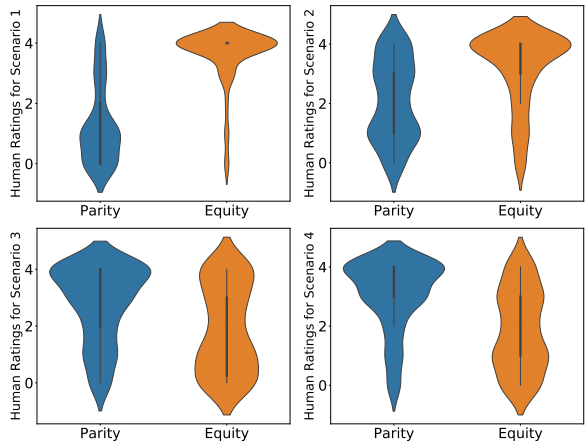 Human Ratings for Scenario 1
4
2
0
Parity
Equity
Human Ratings for Scenario 2
4
2
0
Parity
Equity
Human Ratings for Scenario 3
4
2
0
Parity
Equity
Human Ratings for Scenario 4
4
2
0
Parity
Equity